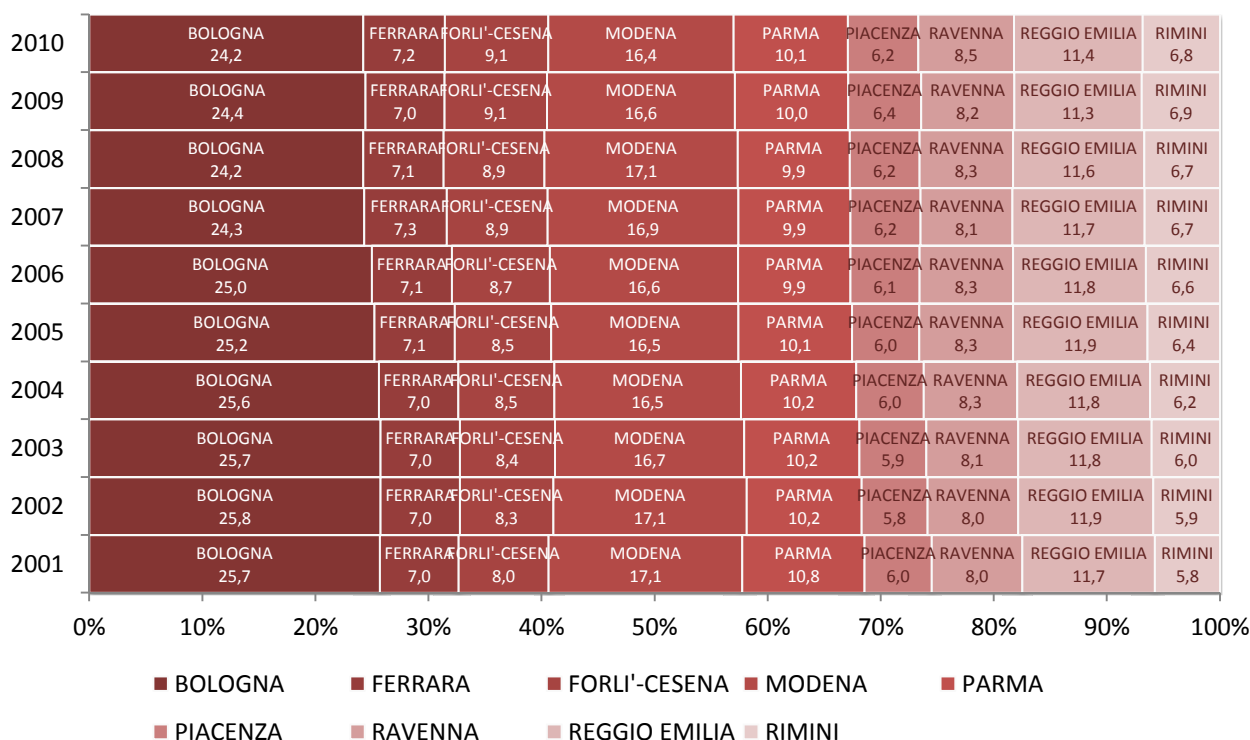 2010
BOLOGNA FERRARA FORLI'-CESENA MODENA PARMA PIACENZA RAVENNA REGGIO EMILIA RIMINI
24,2 7,2 9,1 16,4 10,1 6,2 8,5 11,4 6,8
2009
BOLOGNA FERRARA FORLI'-CESENA MODENA PARMA PIACENZA RAVENNA REGGIO EMILIA RIMINI
24,4 7,0 9,1 16,6 10,0 6,4 8,2 11,3 6,9
2008
BOLOGNA FERRARA FORLI'-CESENA MODENA PARMA PIACENZA RAVENNA REGGIO EMILIA RIMINI
24,2 7,1 8,9 17,1 9,9 6,2 8,3 11,6 6,7
2007
BOLOGNA FERRARA FORLI'-CESENA MODENA PARMA PIACENZA RAVENNA REGGIO EMILIA RIMINI
24,3 7,3 8,9 16,9 9,9 6,2 8,1 11,7 6,7
2006
BOLOGNA FERRARA FORLI'-CESENA MODENA PARMA PIACENZA RAVENNA REGGIO EMILIA RIMINI
25,0 7,1 8,7 16,6 9,9 6,1 8,3 11,8 6,6
2005
BOLOGNA FERRARA FORLI'-CESENA MODENA PARMA PIACENZA RAVENNA REGGIO EMILIA RIMINI
25,2 7,1 8,5 16,5 10,1 6,0 8,3 11,9 6,4
2004
BOLOGNA FERRARA FORLI'-CESENA MODENA PARMA PIACENZA RAVENNA REGGIO EMILIA RIMINI
25,6 7,0 8,5 16,5 10,2 6,0 8,3 11,8 6,2
2003
BOLOGNA FERRARA FORLI'-CESENA MODENA PARMA PIACENZA RAVENNA REGGIO EMILIA RIMINI
25,7 7,0 8,4 16,7 10,2 5,9 8,1 11,8 6,0
2002
BOLOGNA FERRARA FORLI'-CESENA MODENA PARMA PIACENZA RAVENNA REGGIO EMILIA RIMINI
25,8 7,0 8,3 17,1 10,2 5,8 8,0 11,9 5,9
2001
BOLOGNA FERRARA FORLI'-CESENA MODENA PARMA PIACENZA RAVENNA REGGIO EMILIA RIMINI
25,7 7,0 8,0 17,1 10,8 6,0 8,0 11,7 5,8
0% 10% 20% 30% 40% 50% 60% 70% 80% 90% 100%
BOLOGNA FERRARA FORLI'-CESENA MODENA PARMA
PIACENZA RAVENNA REGGIO EMILIA RIMINI